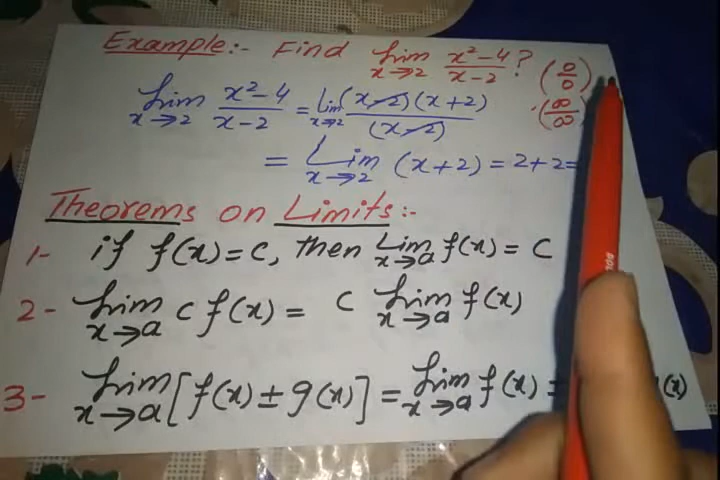 Example:- Find Lim x→2 x²-4/x-2 ? (0/0)
(∞/∞)
Lim x→2 x²-4/x-2 = Lim x→2 (x-2)(x+2)/(x-2)
= Lim x→2 (x+2) = 2+2=
Theorems on Limits:-
1- if f(x)=c, then Lim x→a f(x) = C
2- Lim x→a c f(x) = C Lim x→a f(x)
3- Lim x→a [f(x) ± g(x)] = Lim x→a f(x) ± (x)